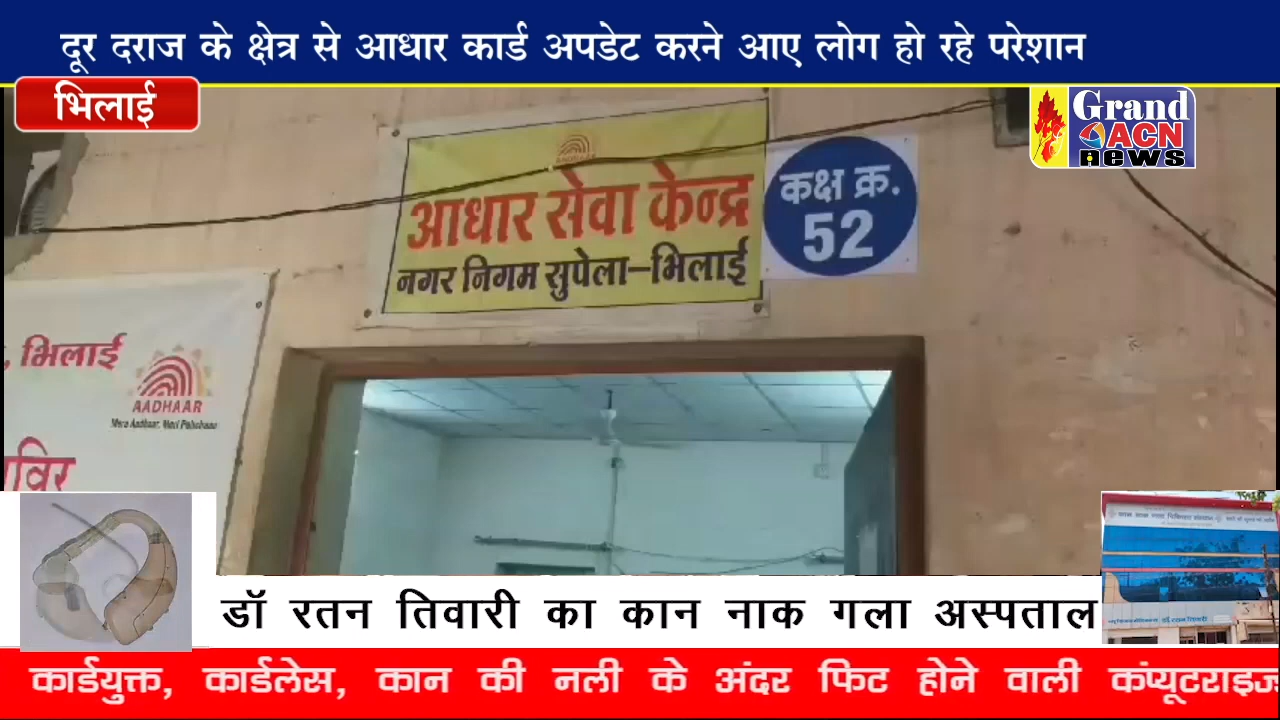 दूर दराज के क्षेत्र से आधार कार्ड अपडेट करने आए लोग हो रहे परेशान
भिलाई
Grand
ACN
news
आधार सेवा केन्द्र
नगर निगम सुपेला-भिलाई
कक्ष क्र.
52
, भिलाई
AADHAAR
Mera Aadhaar, Meri Pahchaan
डॉ रतन तिवारी का कान नाक गला अस्पताल
कार्डयुक्त, कार्डलेस, कान की नली के अंदर फिट होने वाली कंप्यूटराइज